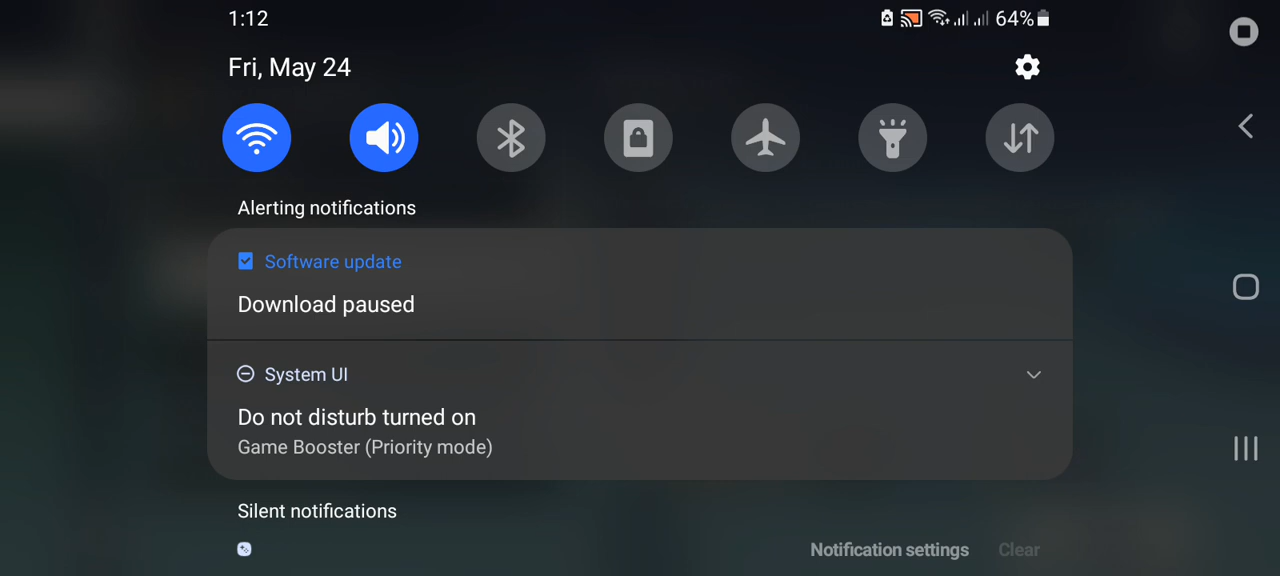 1:12
64%
Fri, May 24
Alerting notifications
Software update
Download paused
System UI
Do not disturb turned on
Game Booster (Priority mode)
Silent notifications
Notification settings
Clear